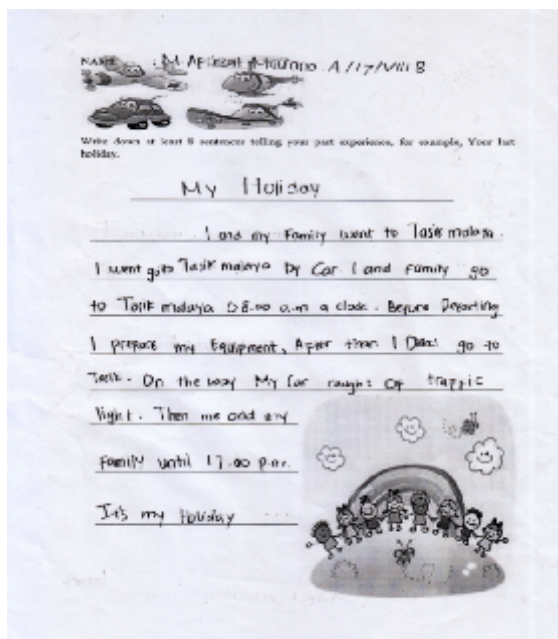 NAME : M. A / 17 / VIII B
Write down at least 8 sentences telling your past experience, for example, Your last
holiday.
My Holiday
I and my Family went to Tasik malaya.
I went goto Tasik malaya by Car. I and Family go
to Tasik malaya 08.00 a.m a clock. Before Departing
I prepare my Equipment, After than I go to
Tasik. On the way My Car caught of trappic
light. Then me and my
Family until 17.00 p.m.
It's my Holiday ...